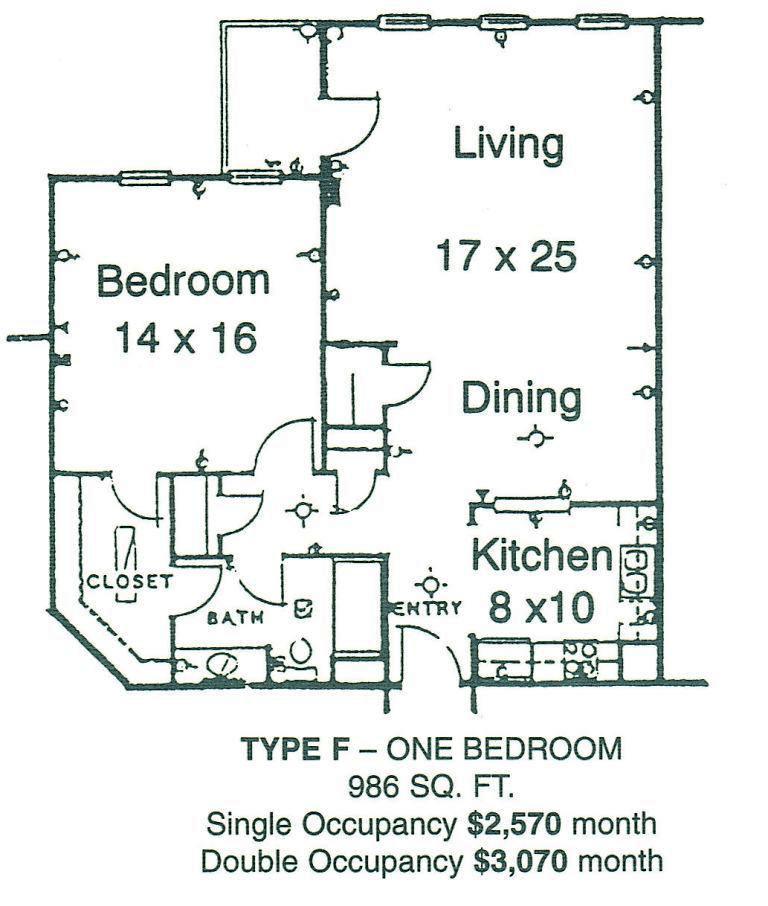 Living
17 x 25
Bedroom
14 x 16
Dining
Kitchen
8 x10
CLOSET
BATH
ENTRY
TYPE F – ONE BEDROOM
986 SQ. FT.
Single Occupancy $2,570 month
Double Occupancy $3,070 month